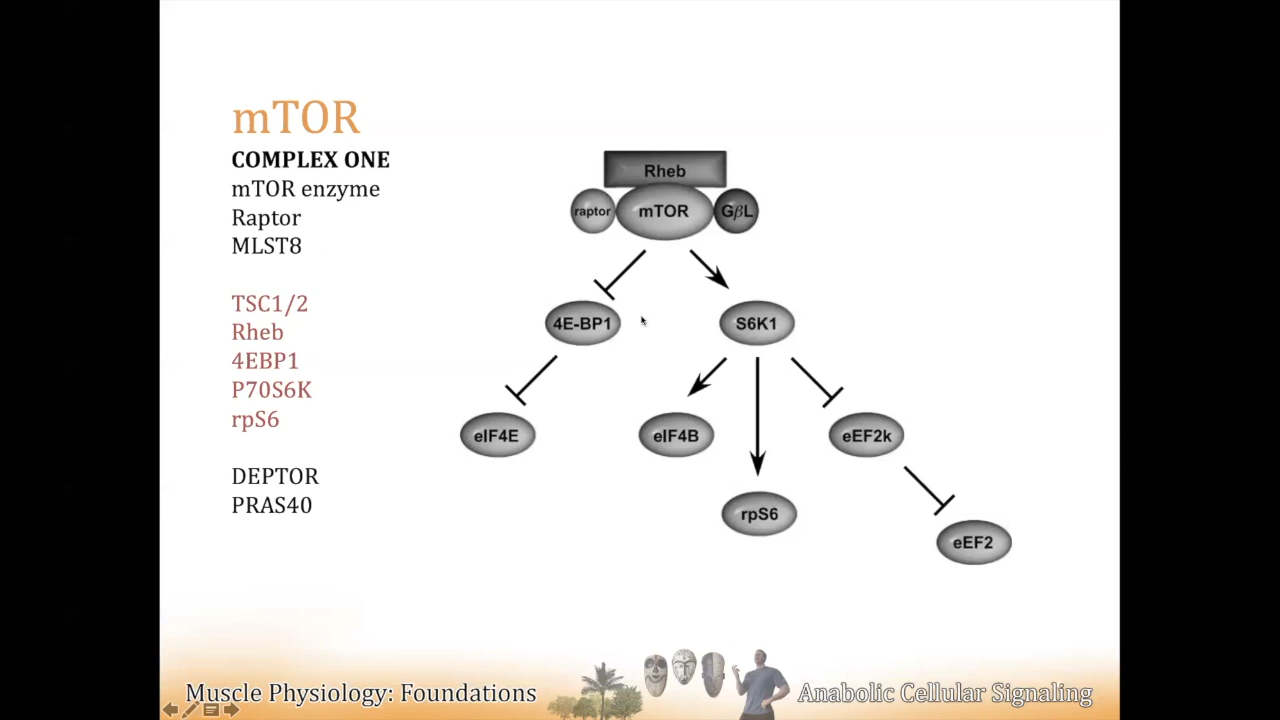 mTOR
COMPLEX ONE
mTOR enzyme
Raptor
MLST8
TSC1/2
Rheb
4EBP1
P70S6K
rpS6
DEPTOR
PRAS40
Rheb
raptor
mTOR
GβL
4E-BP1
S6K1
eIF4E
eIF4B
eEF2k
rpS6
eEF2
Muscle Physiology: Foundations
Anabolic Cellular Signaling